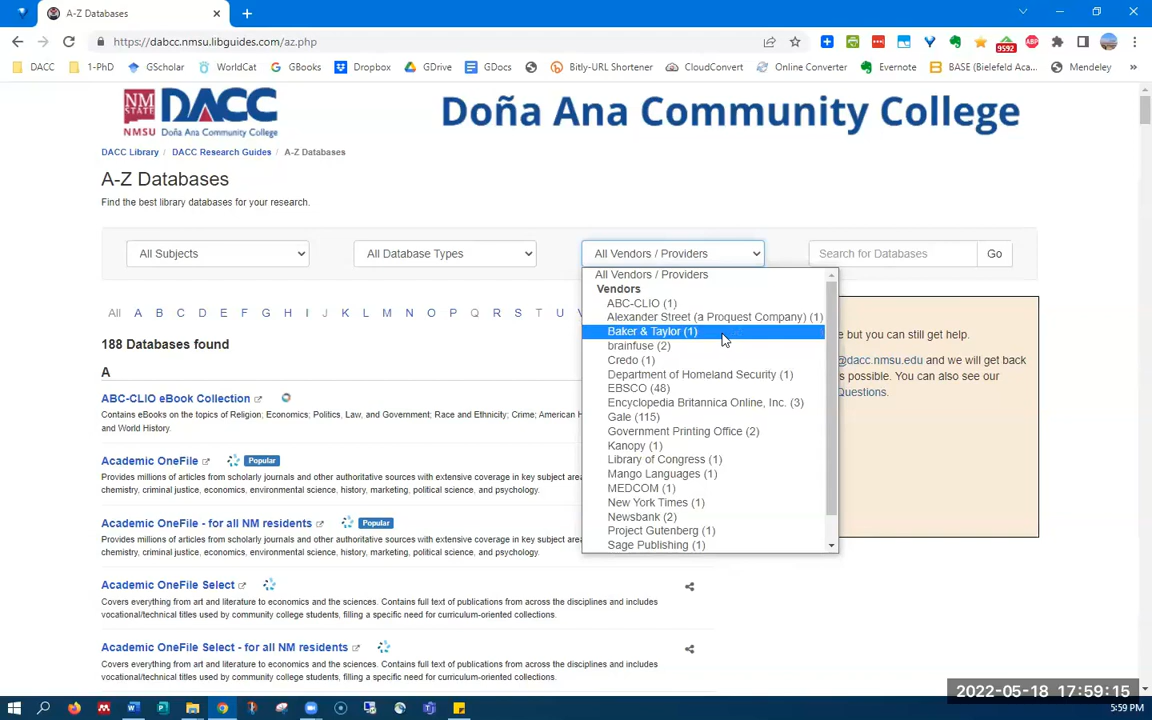 A-Z Databases
https://dabcc.nmsu.libguides.com/az.php
9592
ABP
DACC
1-PhD
GScholar
WorldCat
GBooks
Dropbox
GDrive
GDocs
Bitly-URL Shortener
CloudConvert
Online Converter
Evernote
BASE (Bielefeld Aca...
Mendeley
»
NM
STATE
NMSU
DACC
Doña Ana
Community College
Doña Ana Community College
DACC Library / DACC Research Guides / A-Z Databases
A-Z Databases
Find the best library databases for your research.
All Subjects
All Database Types
All Vendors / Providers
Search for Databases
Go
All Vendors / Providers
Vendors
ABC-CLIO (1)
Alexander Street (a Proquest Company) (1)
Baker & Taylor (1)
brainfuse (2)
Credo (1)
Department of Homeland Security (1)
EBSCO (48)
Encyclopedia Britannica Online, Inc. (3)
Gale (115)
Government Printing Office (2)
Kanopy (1)
Library of Congress (1)
Mango Languages (1)
MEDCOM (1)
New York Times (1)
Newsbank (2)
Project Gutenberg (1)
Sage Publishing (1)
All A B C D E F G H I J K L M N O P Q R S T U
188 Databases found
A
ABC-CLIO eBook Collection
Contains eBooks on the topics of Religion; Economics; Politics, Law, and Government; Race and Ethnicity; Crime; American H
and World History.
Academic OneFile
Popular
Provides millions of articles from scholarly journals and other authoritative sources with extensive coverage in key subject
chemistry, criminal justice, economics, environmental science, history, marketing, political science, and psychology.
Academic OneFile - for all NM residents
Popular
Provides millions of articles from scholarly journals and other authoritative sources with extensive coverage in key subject
chemistry, criminal justice, economics, environmental science, history, marketing, political science, and psychology.
Academic OneFile Select
Covers everything from art and literature to economics and the sciences. Contains full text of publications from across the disciplines and includes
vocational/technical titles used by community college students, filling a specific need for curriculum-oriented collections.
Academic OneFile Select - for all NM residents
Covers everything from art and literature to economics and the sciences. Contains full text of publications from across the disciplines and includes
vocational/technical titles used by community college students, filling a specific need for curriculum-oriented collections.
e but you can still get help.
@dacc.nmsu.edu and we will get back
s possible. You can also see our
Questions.
2022-05-18 17:59:15
5:59 PM